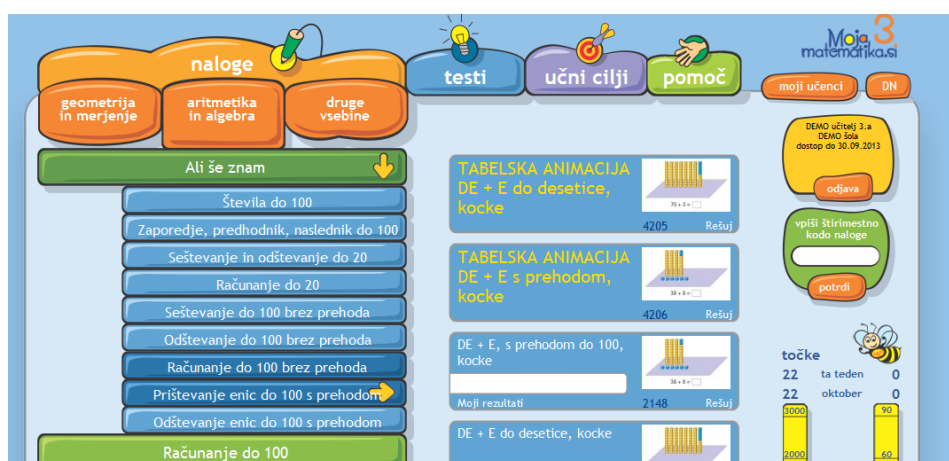 Moja
matematika.si
3
naloge
testi
učni cilji
pomoč
moji učenci
DN
geometrija
in merjenje
aritmetika
in algebra
druge
vsebine
Ali še znam
Števila do 100
Zaporedje, predhodnik, naslednik do 100
Seštevanje in odštevanje do 20
Računanje do 20
Seštevanje do 100 brez prehoda
Odštevanje do 100 brez prehoda
Računanje do 100 brez prehoda
Prištevanje enic do 100 s prehodom
Odštevanje enic do 100 s prehodom
Računanje do 100
TABELSKA ANIMACIJA
DE + E do desetice,
kocke
75 + 3 =
4205 Rešuj
TABELSKA ANIMACIJA
DE + E s prehodom,
kocke
38 + 8 =
4206 Rešuj
DE + E, s prehodom do 100,
kocke
38 + 8 =
Moji rezultati
2148 Rešuj
DE + E do desetice, kocke
DEMO učitelj 3.a
DEMO šola
dostop do 30.09.2013
odjava
vpiši štirimestno
kodo naloge
potrdi
točke
22 ta teden 0
22 oktober 0
3000 90
2000 60